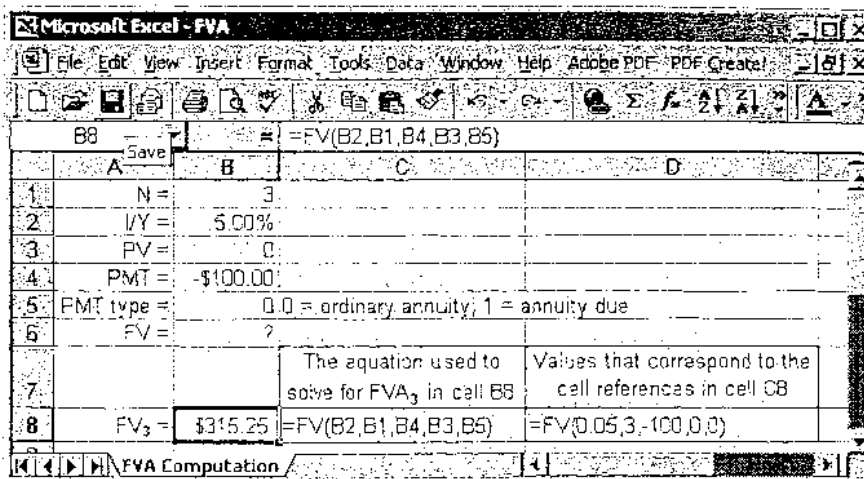 Microsoft Excel - FVA
File Edit View Insert Format Tools Data Window Help Adobe PDF PDF Create!
B8 = =FV(B2,B1,B4,B3,B5)
Save
A B C D
1 N = 3
2 I/Y = 5.00%
3 PV = 0
4 PMT = -$100.00
5 PMT type = 0 0 = ordinary annuity; 1 = annuity due
6 FV = ?
7 The equation used to solve for FVA₃ in cell B8 Values that correspond to the cell references in cell C8
8 FV₃ = $315.25 =FV(B2,B1,B4,B3,B5) =FV(0.05,3,-100,0,0)
FVA Computation